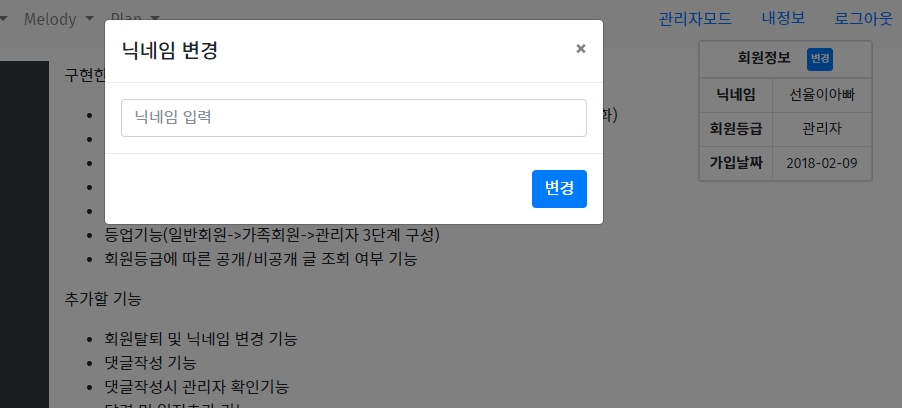 Melody Plan 관리자모드 내정보 로그아웃
닉네임 변경 ×
회원정보 변경
구현한
닉네임 입력
화)
닉네임 선율이아빠
회원등급 관리자
가입날짜 2018-02-09
변경
등업기능(일반회원->가족회원->관리자 3단계 구성)
회원등급에 따른 공개/비공개 글 조회 여부 기능
추가할 기능
회원탈퇴 및 닉네임 변경 기능
댓글작성 기능
댓글작성시 관리자 확인기능